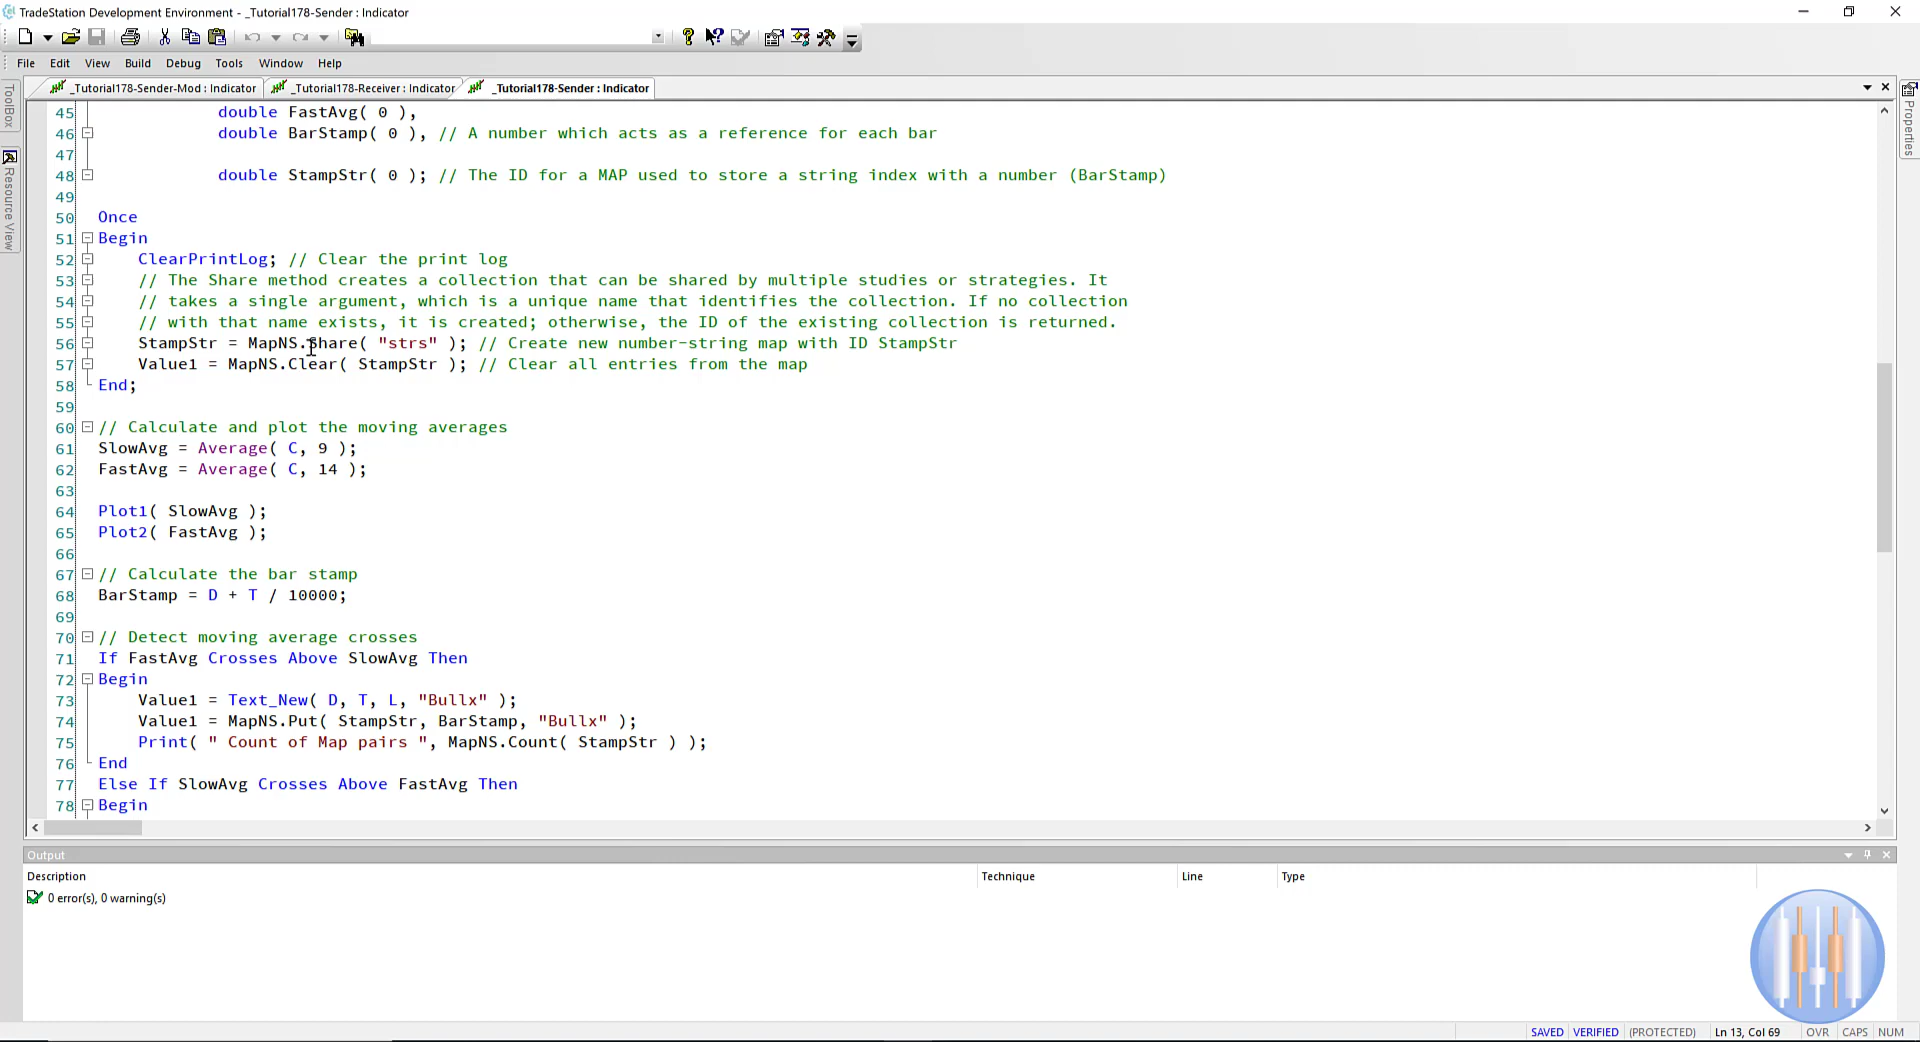 TradeStation Development Environment - _Tutorial178-Sender : Indicator
File Edit View Build Debug Tools Window Help
_Tutorial178-Sender-Mod : Indicator _Tutorial178-Receiver : Indicator _Tutorial178-Sender : Indicator
ToolBox
Resource View
Properties
45 double FastAvg( 0 ),
46 double BarStamp( 0 ), // A number which acts as a reference for each bar
47
48 double StampStr( 0 ); // The ID for a MAP used to store a string index with a number (BarStamp)
49
50 Once
51 Begin
52 ClearPrintLog; // Clear the print log
53 // The Share method creates a collection that can be shared by multiple studies or strategies. It
54 // takes a single argument, which is a unique name that identifies the collection. If no collection
55 // with that name exists, it is created; otherwise, the ID of the existing collection is returned.
56 StampStr = MapNS.Share( "strs" ); // Create new number-string map with ID StampStr
57 Value1 = MapNS.Clear( StampStr ); // Clear all entries from the map
58 End;
59
60 // Calculate and plot the moving averages
61 SlowAvg = Average( C, 9 );
62 FastAvg = Average( C, 14 );
63
64 Plot1( SlowAvg );
65 Plot2( FastAvg );
66
67 // Calculate the bar stamp
68 BarStamp = D + T / 10000;
69
70 // Detect moving average crosses
71 If FastAvg Crosses Above SlowAvg Then
72 Begin
73 Value1 = Text_New( D, T, L, "Bullx" );
74 Value1 = MapNS.Put( StampStr, BarStamp, "Bullx" );
75 Print( " Count of Map pairs ", MapNS.Count( StampStr ) );
76 End
77 Else If SlowAvg Crosses Above FastAvg Then
78 Begin
Output
Description Technique Line Type
0 error(s), 0 warning(s)
SAVED VERIFIED (PROTECTED) Ln 13, Col 69 OVR CAPS NUM